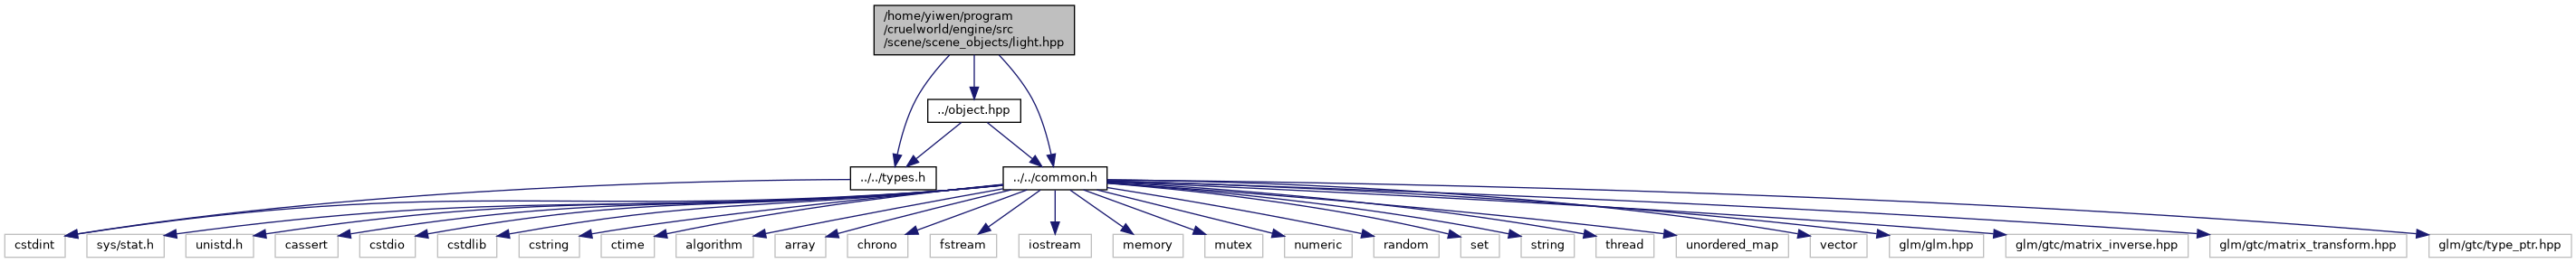 /home/yiwen/program
/cruelworld/engine/src
/scene/scene_objects/light.hpp
../object.hpp
../../types.h
../../common.h
cstdint
sys/stat.h
unistd.h
cassert
cstdio
cstdlib
cstring
ctime
algorithm
array
chrono
fstream
iostream
memory
mutex
numeric
random
set
string
thread
unordered_map
vector
glm/glm.hpp
glm/gtc/matrix_inverse.hpp
glm/gtc/matrix_transform.hpp
glm/gtc/type_ptr.hpp